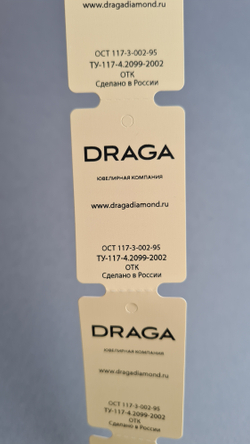 www.dragadiamond.ru
ОСТ 117-3-002-95
ТУ-117-4.2099-2002
ОТК
Сделано в России
DRAGA
ЮВЕЛИРНАЯ КОМПАНИЯ
www.dragadiamond.ru
ОСТ 117-3-002-95
ТУ-117-4.2099-2002
ОТК
Сделано в России
DRAGA
ЮВЕЛИРНАЯ КОМПАНИЯ
www.dragadiamond.ru
ОСТ 117-3-002-95
ТУ-117-4.2099-2002
ОТК
Сделано в России